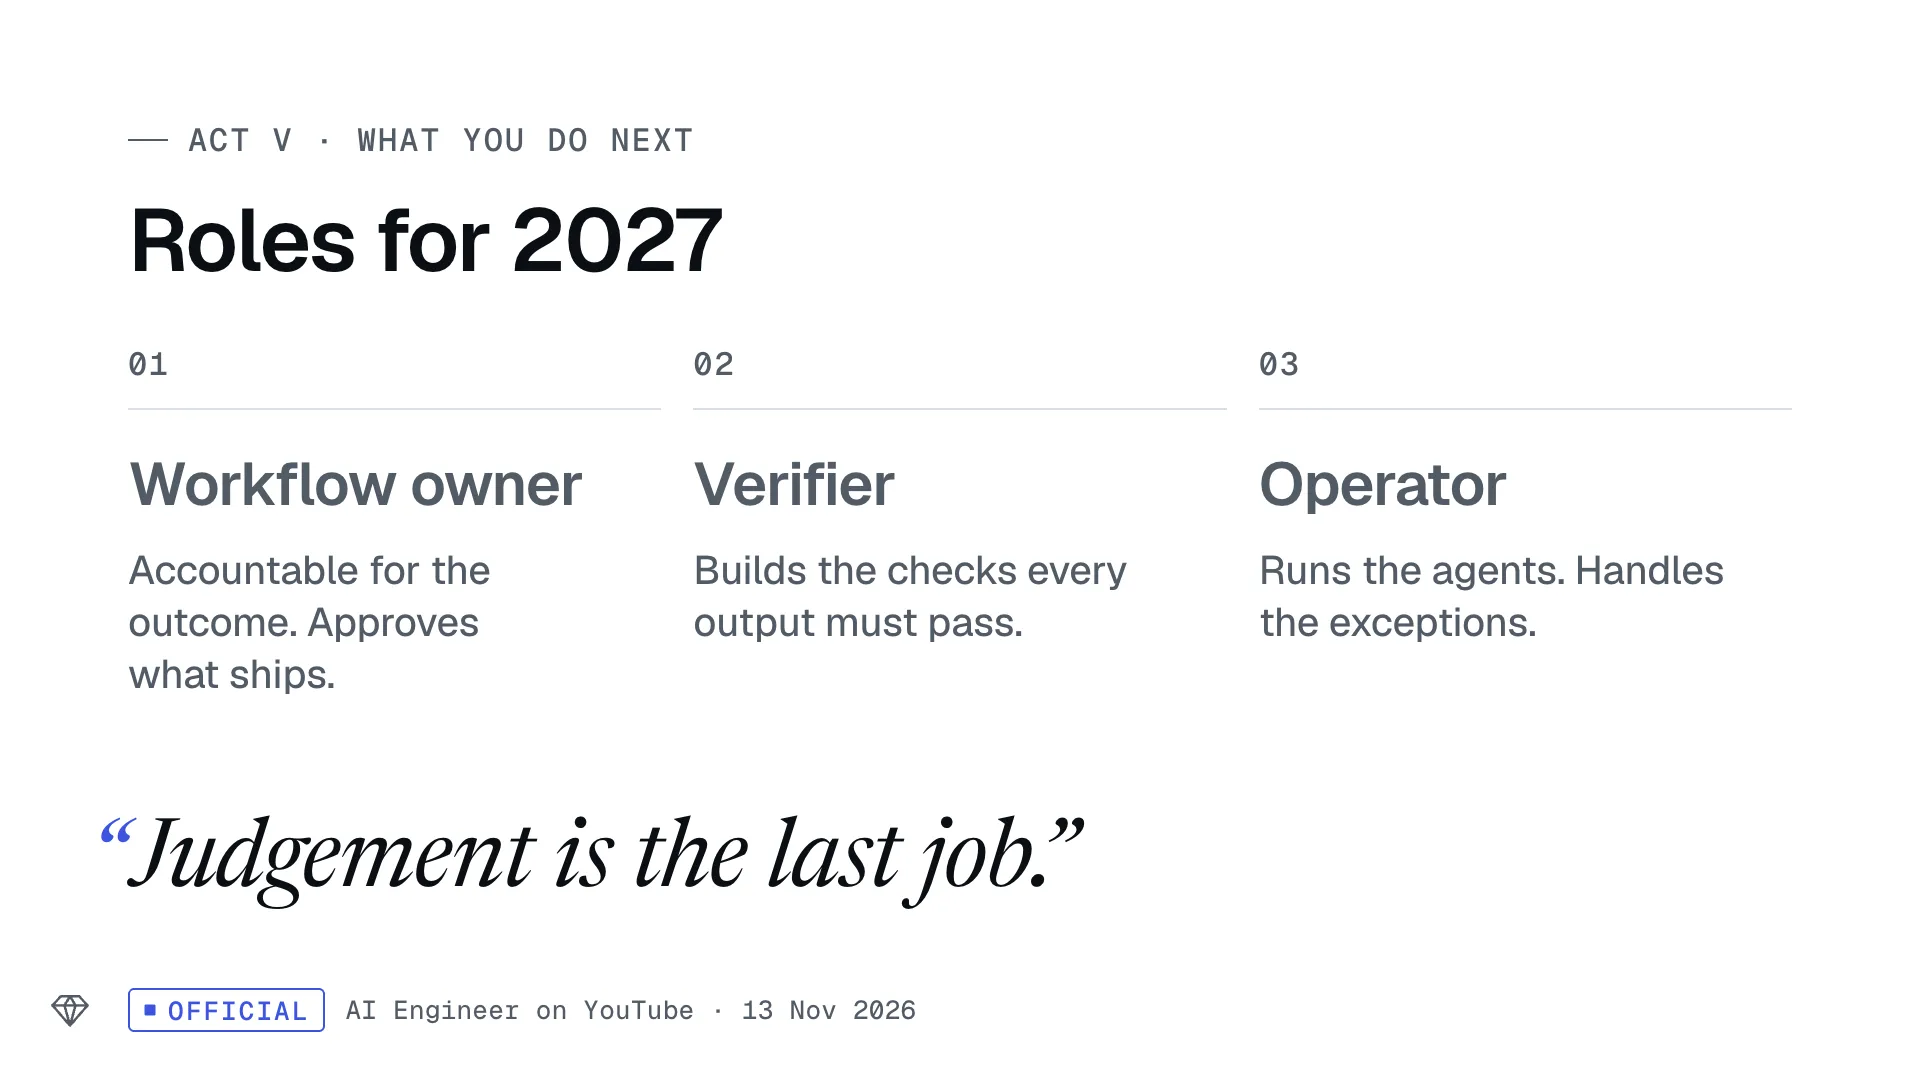 ACT V · WHAT YOU DO NEXT
Roles for 2027
01
Workflow owner
Accountable for the
outcome. Approves
what ships.
02
Verifier
Builds the checks every
output must pass.
03
Operator
Runs the agents. Handles
the exceptions.
“Judgement is the last job.”
OFFICIAL AI Engineer on YouTube · 13 Nov 2026